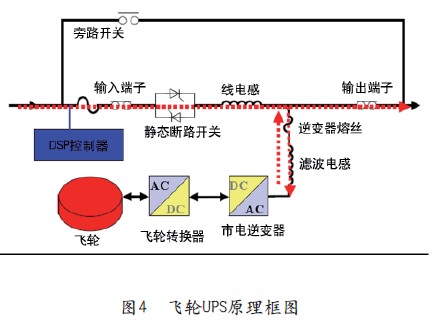 旁路开关
输入端子
线电感
输出端子
静态断路开关
逆变器熔丝
DSP控制器
滤波电感
AC
DC
DC
AC
飞轮
飞轮转换器
市电逆变器
图4 飞轮UPS原理框图